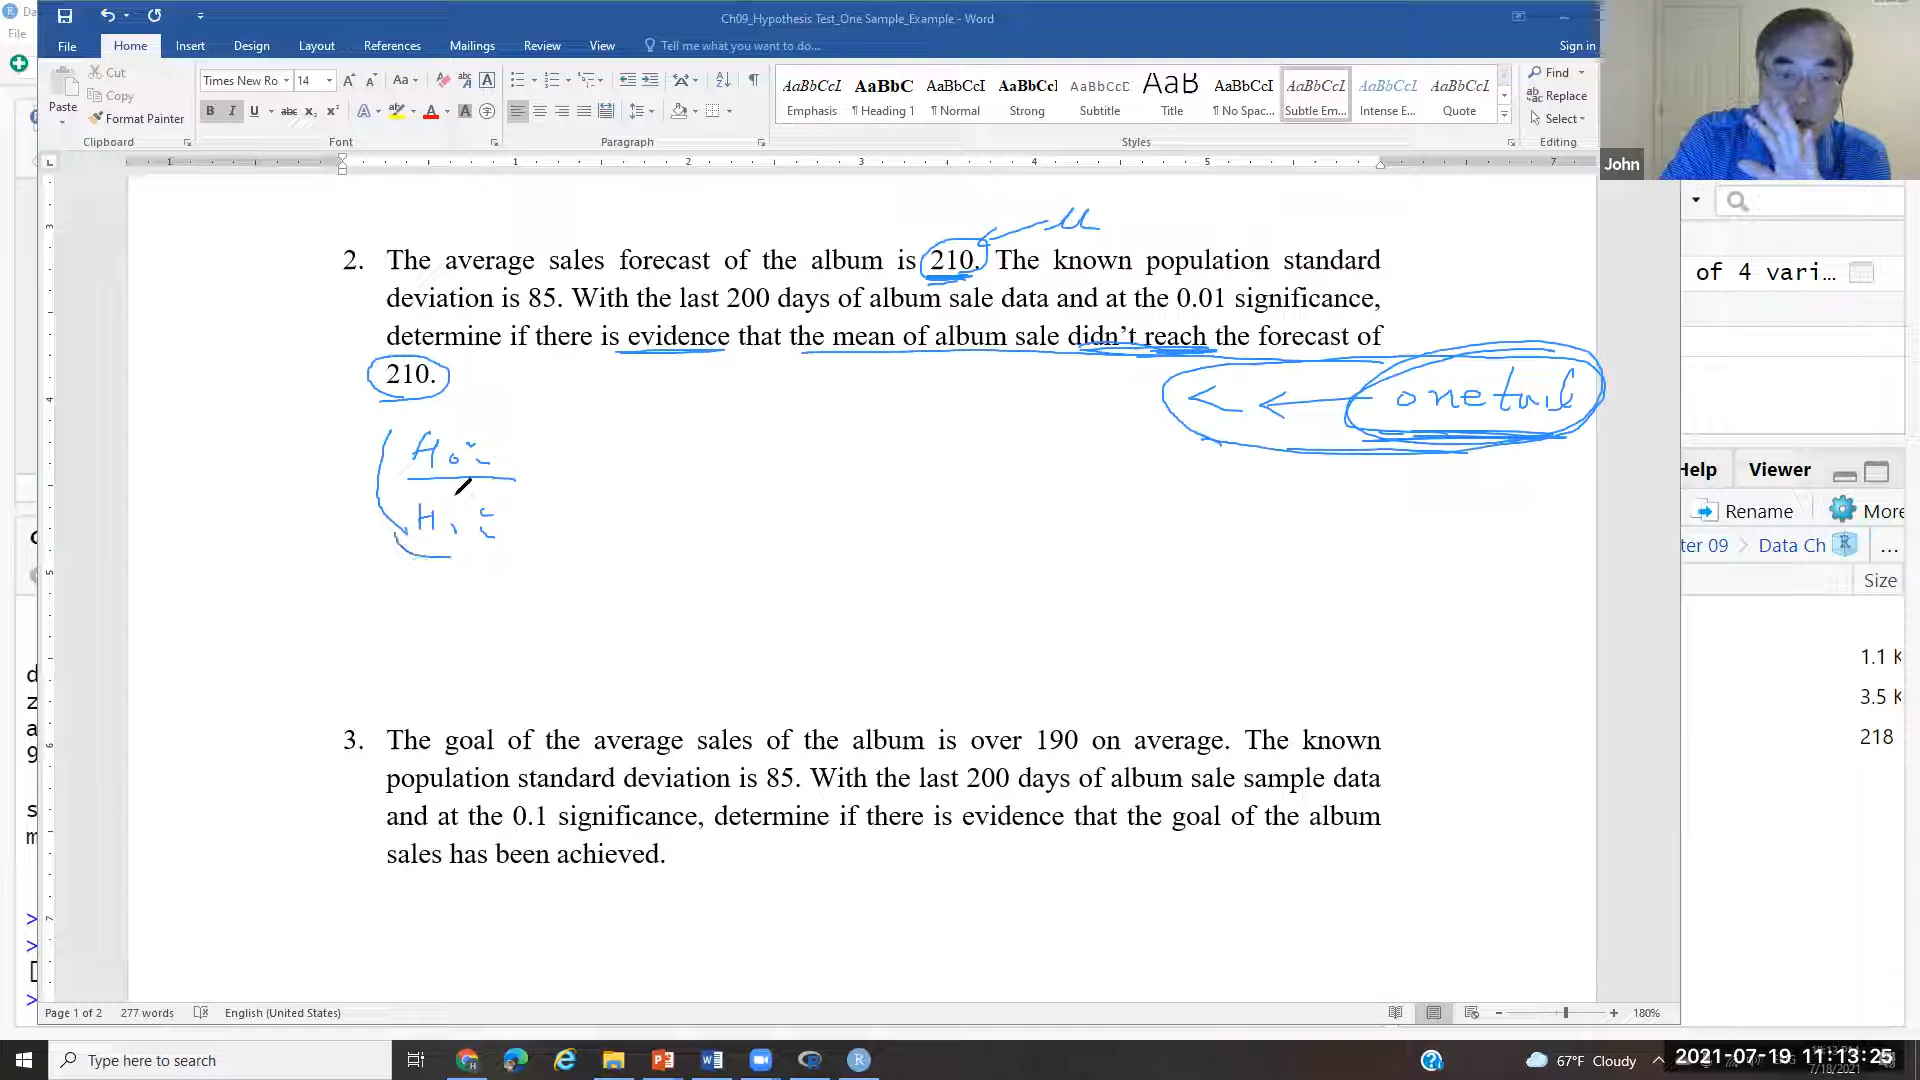 Ch09_Hypothesis Test_One Sample_Example - Word
File Home Insert Design Layout References Mailings Review View Tell me what you want to do... Sign in
Paste
Cut
Copy
Format Painter
Clipboard
Times New Ro 14
Font
Paragraph
AaBbCcL AaBbC AaBbCcI AaBbCcl AaBbCcD AaB AaBbCcI AaBbCcL AaBbCcL AaBbCcL
Emphasis ¶ Heading 1 ¶ Normal Strong Subtitle Title ¶ No Spac... Subtle Em... Intense E... Quote
Styles
Find
Replace
Select
Editing
John
µ
2. The average sales forecast of the album is 210. The known population standard
deviation is 85. With the last 200 days of album sale data and at the 0.01 significance,
determine if there is evidence that the mean of album sale didn’t reach the forecast of
210.
one tail
H0:
H1:
3. The goal of the average sales of the album is over 190 on average. The known
population standard deviation is 85. With the last 200 days of album sale sample data
and at the 0.1 significance, determine if there is evidence that the goal of the album
sales has been achieved.
of 4 vari...
Help Viewer
Rename More
ter 09 Data Ch ...
Size
1.1 K
3.5 K
218
Page 1 of 2 277 words English (United States) 180%
Type here to search
67°F Cloudy
2021-07-19 11:13:25
7/18/2021